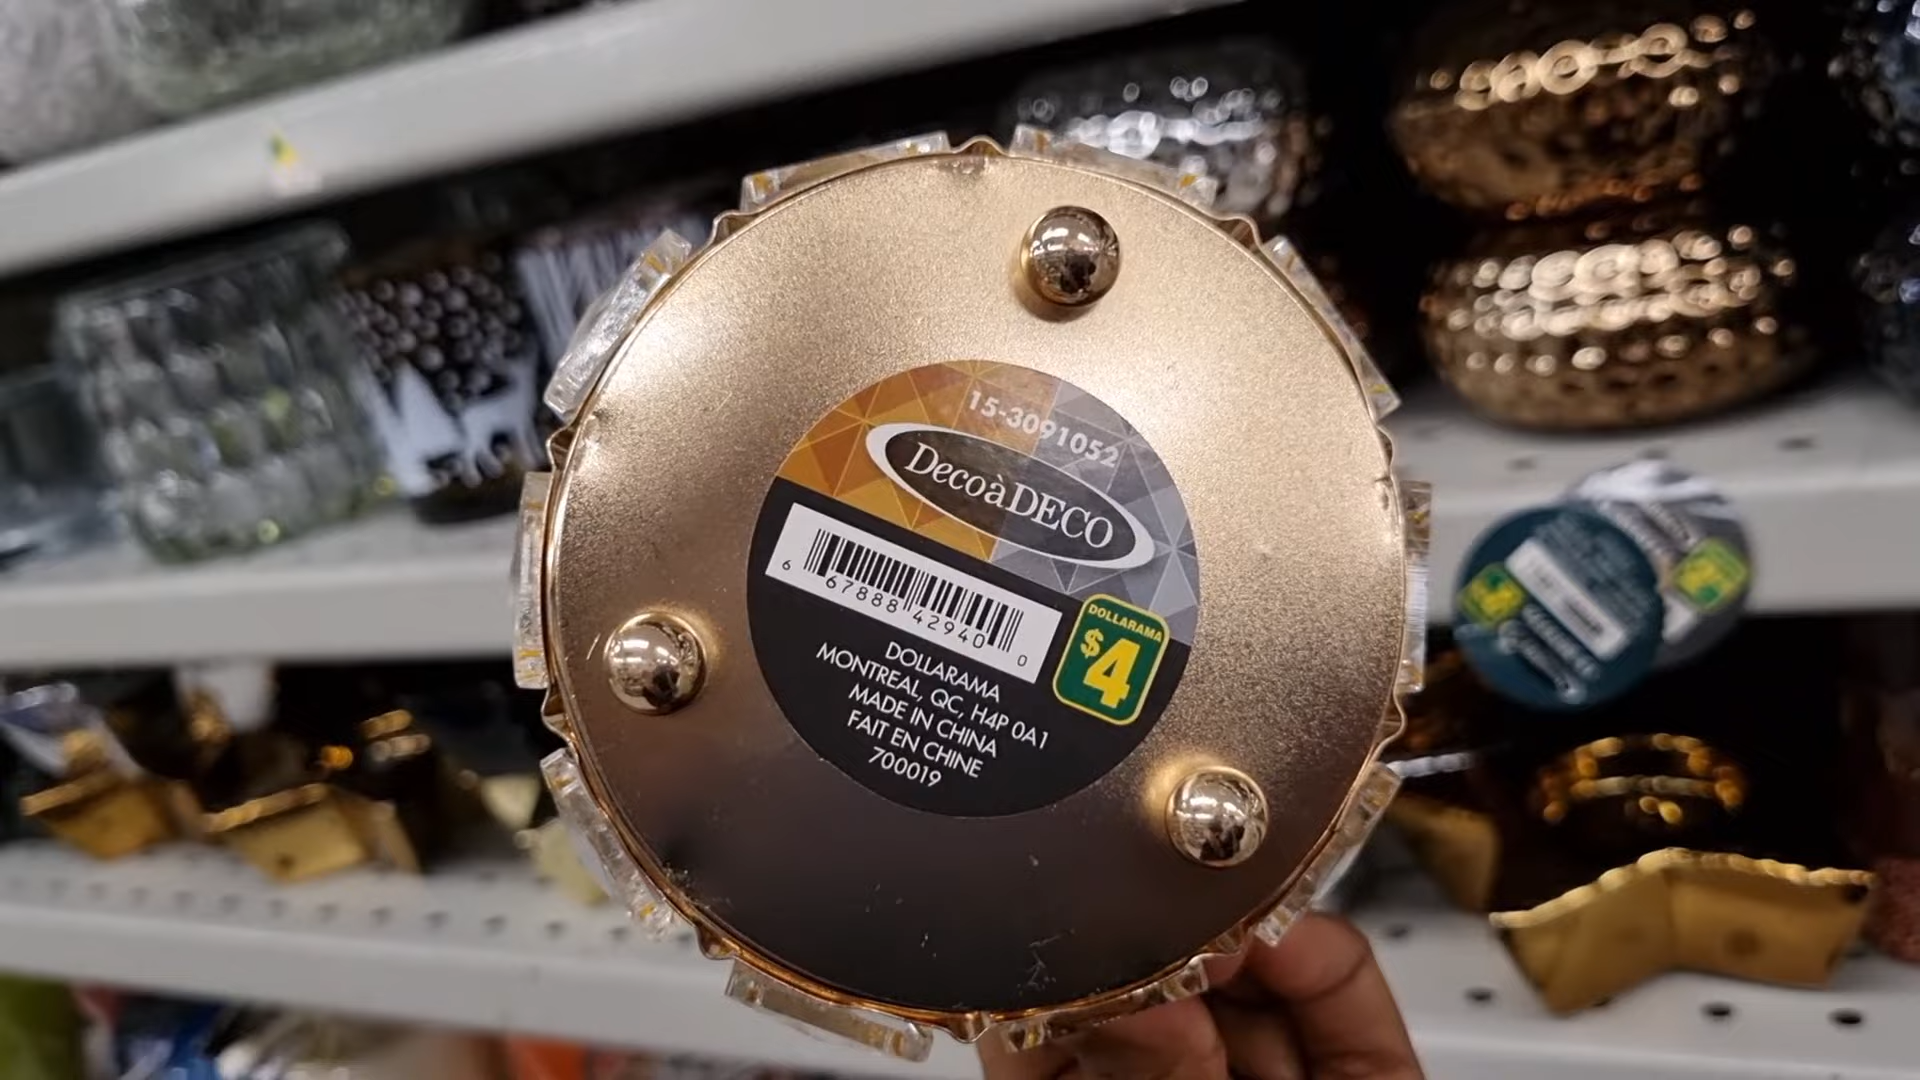 15-3091052
DecoàDECO
6 67888 42940 0
DOLLARAMA
$4
DOLLARAMA
MONTREAL, QC, H4P 0A1
MADE IN CHINA
FAIT EN CHINE
700019